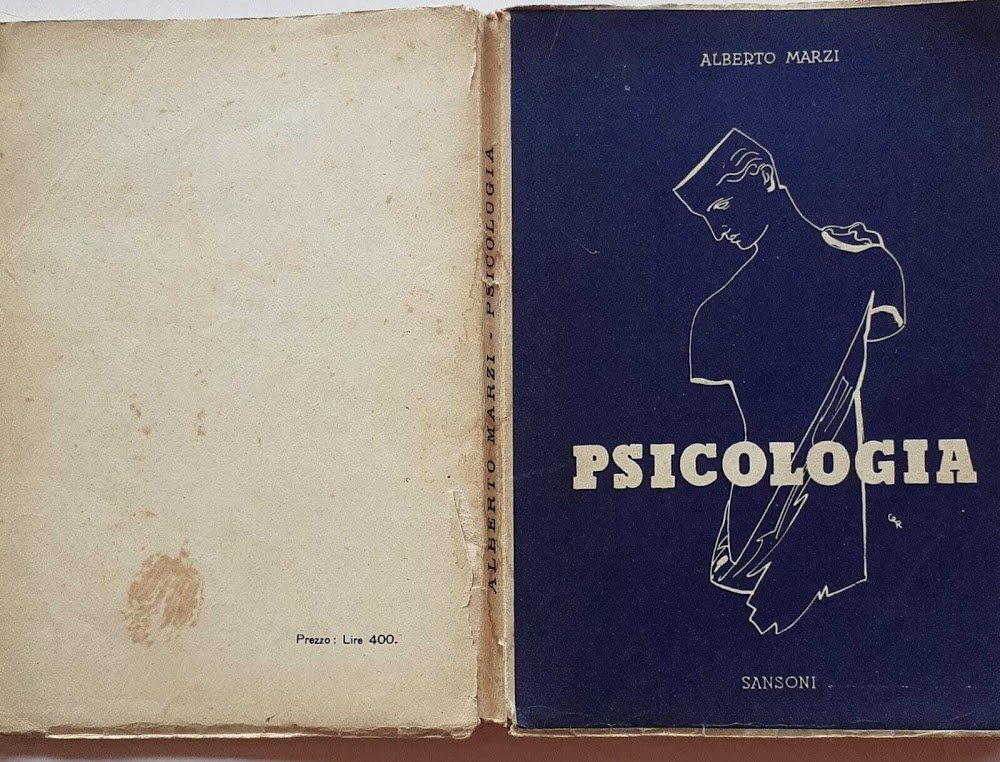 Prezzo: Lire 400.-
ALBERTO MARZI - PSICOLOGIA
ALBERTO MARZI
PSICOLOGIA
SANSONI